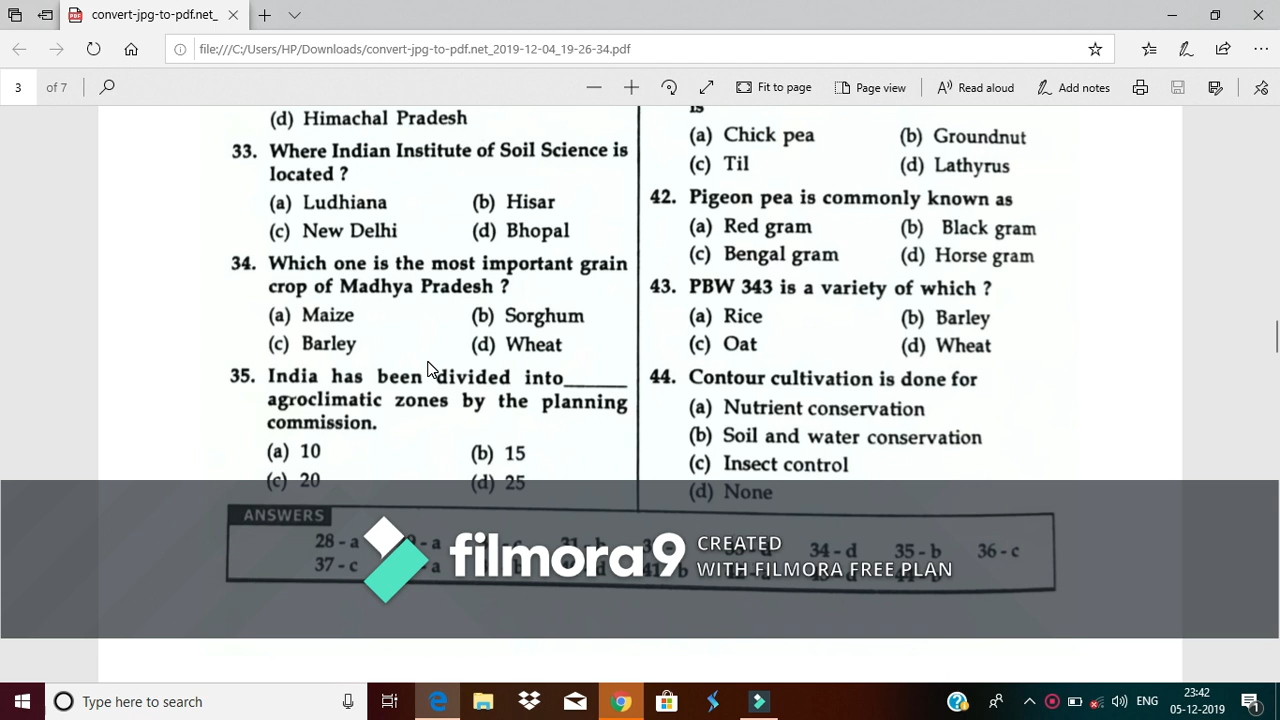 convert-jpg-to-pdf.net_
file:///C:/Users/HP/Downloads/convert-jpg-to-pdf.net_2019-12-04_19-26-34.pdf
3 of 7
Fit to page
Page view
Read aloud
Add notes
(d) Himachal Pradesh
33. Where Indian Institute of Soil Science is
located ?
(a) Ludhiana (b) Hisar
(c) New Delhi (d) Bhopal
34. Which one is the most important grain
crop of Madhya Pradesh ?
(a) Maize (b) Sorghum
(c) Barley (d) Wheat
35. India has been divided into______
agroclimatic zones by the planning
commission.
(a) 10 (b) 15
(c) 20 (d) 25
is
(a) Chick pea (b) Groundnut
(c) Til (d) Lathyrus
42. Pigeon pea is commonly known as
(a) Red gram (b) Black gram
(c) Bengal gram (d) Horse gram
43. PBW 343 is a variety of which ?
(a) Rice (b) Barley
(c) Oat (d) Wheat
44. Contour cultivation is done for
(a) Nutrient conservation
(b) Soil and water conservation
(c) Insect control
(d) None
ANSWERS
28 - a 34 - d 35 - b 36 - c
37 - c
filmora9
CREATED
WITH FILMORA FREE PLAN
Type here to search
ENG
23:42
05-12-2019
1